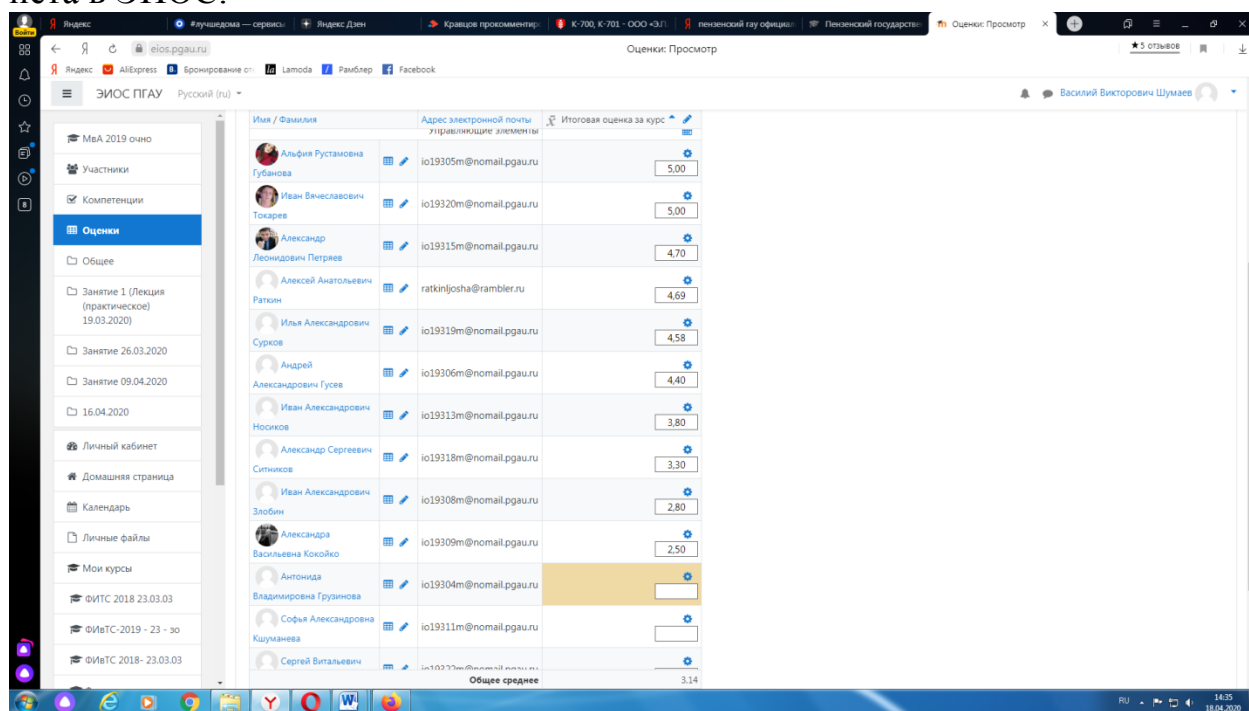 нета в ЭИОС.
Войти
Яндекс
#лучшедома — сервисы
Яндекс Дзен
Кравцов прокомментиро
К-700, К-701 - ООО «ЭЛ
пензенский гау официал
Пензенский государствен
Оценки: Просмотр
eios.pgau.ru
Оценки: Просмотр
★5 отзывов
Яндекс
AliExpress
Бронирование от
Lamoda
Рамблер
Facebook
ЭИОС ПГАУ
Русский (ru)
Василий Викторович Шумаев
МвА 2019 очно
Участники
Компетенции
Оценки
Общее
Занятие 1 (Лекция
(практическое)
19.03.2020)
Занятие 26.03.2020
Занятие 09.04.2020
16.04.2020
Личный кабинет
Домашняя страница
Календарь
Личные файлы
Мои курсы
ФИТС 2018 23.03.03
ФИвТС-2019 - 23 - зо
ФИвТС 2018- 23.03.03
Имя / Фамилия Адрес электронной почты Итоговая оценка за курс
Управляющие элементы
Альфия Рустамовна
Губанова
io19305m@nomail.pgau.ru
5,00
Иван Вячеславович
Токарев
io19320m@nomail.pgau.ru
5,00
Александр
Леонидович Петряев
io19315m@nomail.pgau.ru
4,70
Алексей Анатольевич
Раткин
ratkinljosha@rambler.ru
4,69
Илья Александрович
Сурков
io19319m@nomail.pgau.ru
4,58
Андрей
Александрович Гусев
io19306m@nomail.pgau.ru
4,40
Иван Александрович
Носиков
io19313m@nomail.pgau.ru
3,80
Александр Сергеевич
Ситников
io19318m@nomail.pgau.ru
3,30
Иван Александрович
Злобин
io19308m@nomail.pgau.ru
2,80
Александра
Васильевна Кокойко
io19309m@nomail.pgau.ru
2,50
Антонида
Владимировна Грузинова
io19304m@nomail.pgau.ru
Софья Александровна
Кшуманева
io19311m@nomail.pgau.ru
Сергей Витальевич
io19322m@nomail.pgau.ru
Общее среднее 3,14
RU
14:35
18.04.2020